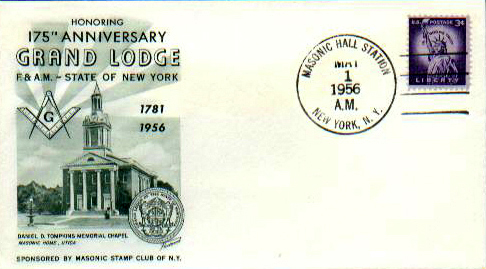 HONORING
175TH ANNIVERSARY
GRAND LODGE
F. & A.M. - STATE OF NEW YORK
G
1781
1956
DANIEL D. TOMPKINS MEMORIAL CHAPEL
MASONIC HOME, UTICA
SPONSORED BY MASONIC STAMP CLUB OF N.Y.
MASONIC HALL STATION
MAY
1
1956
A.M.
NEW YORK, N.Y.
U.S. POSTAGE 3¢
LIBERTY